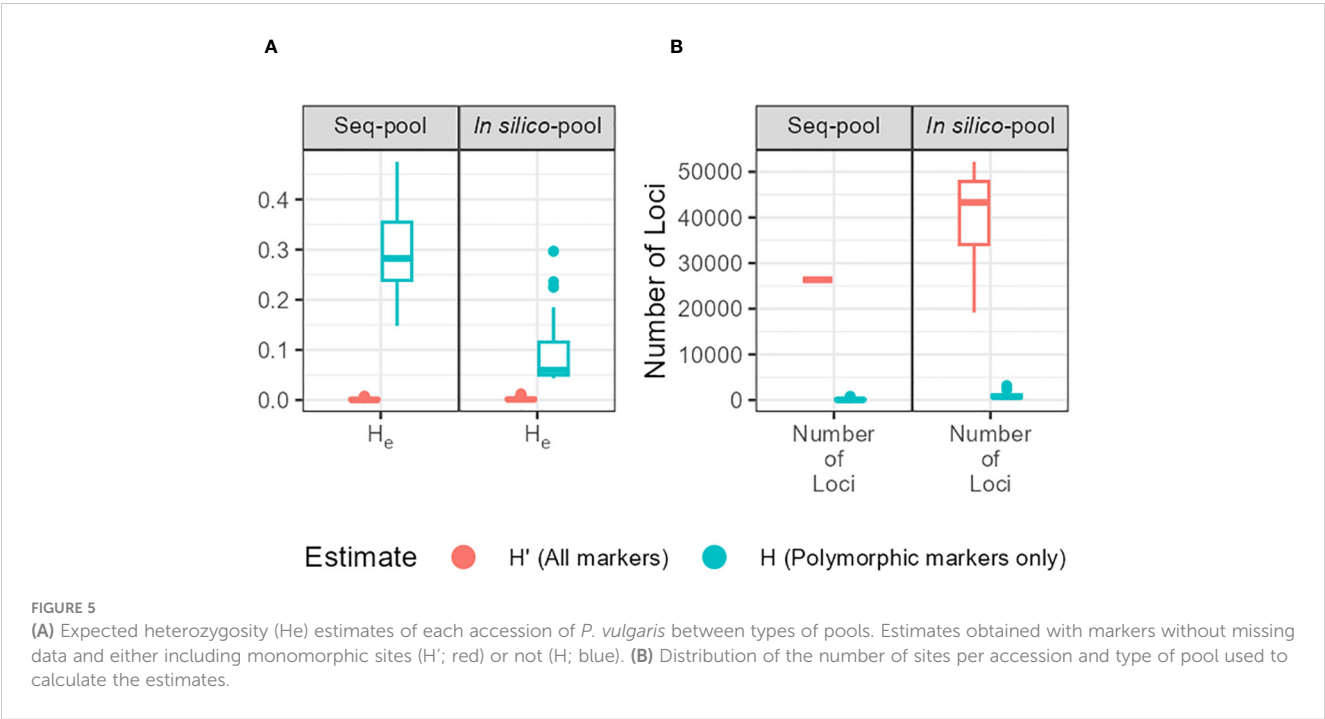 A
B
Seq-pool
In silico-pool
Seq-pool
In silico-pool
0.4
0.3
0.2
0.1
0.0
He
He
Number of Loci
50000
40000
30000
20000
10000
0
Number
of
Loci
Number
of
Loci
Estimate
H' (All markers)
H (Polymorphic markers only)
FIGURE 5
(A) Expected heterozygosity (He) estimates of each accession of P. vulgaris between types of pools. Estimates obtained with markers without missing
data and either including monomorphic sites (H'; red) or not (H; blue). (B) Distribution of the number of sites per accession and type of pool used to
calculate the estimates.